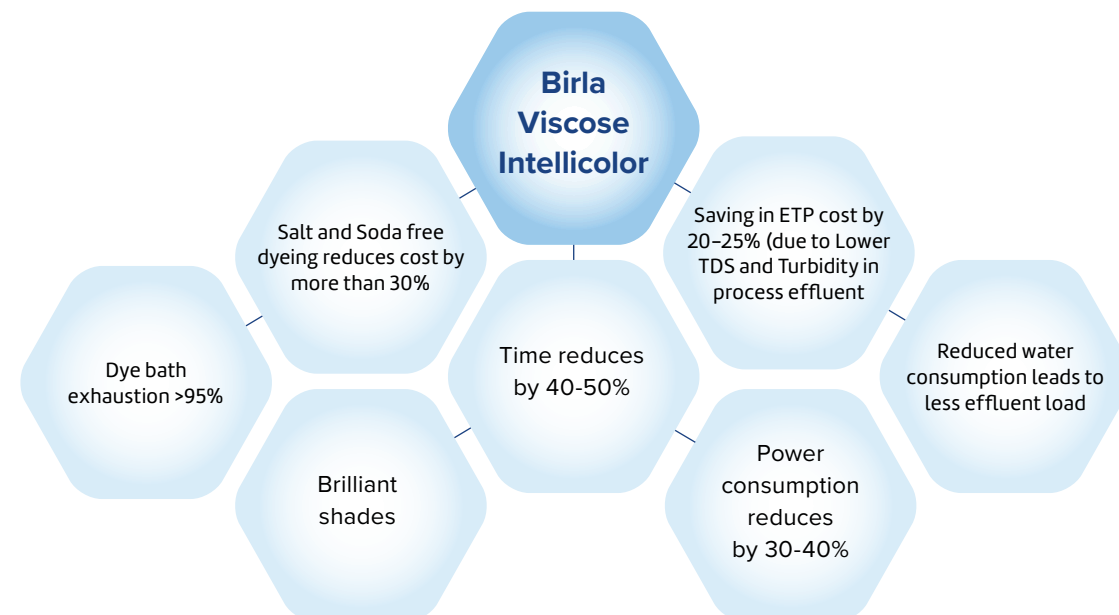 Birla
Viscose
Intellicolor
Salt and Soda free
dyeing reduces cost by
more than 30%
Saving in ETP cost by
20–25% (due to Lower
TDS and Turbidity in
process effluent
Dye bath
exhaustion >95%
Time reduces
by 40-50%
Reduced water
consumption leads to
less effluent load
Brilliant
shades
Power
consumption
reduces
by 30-40%